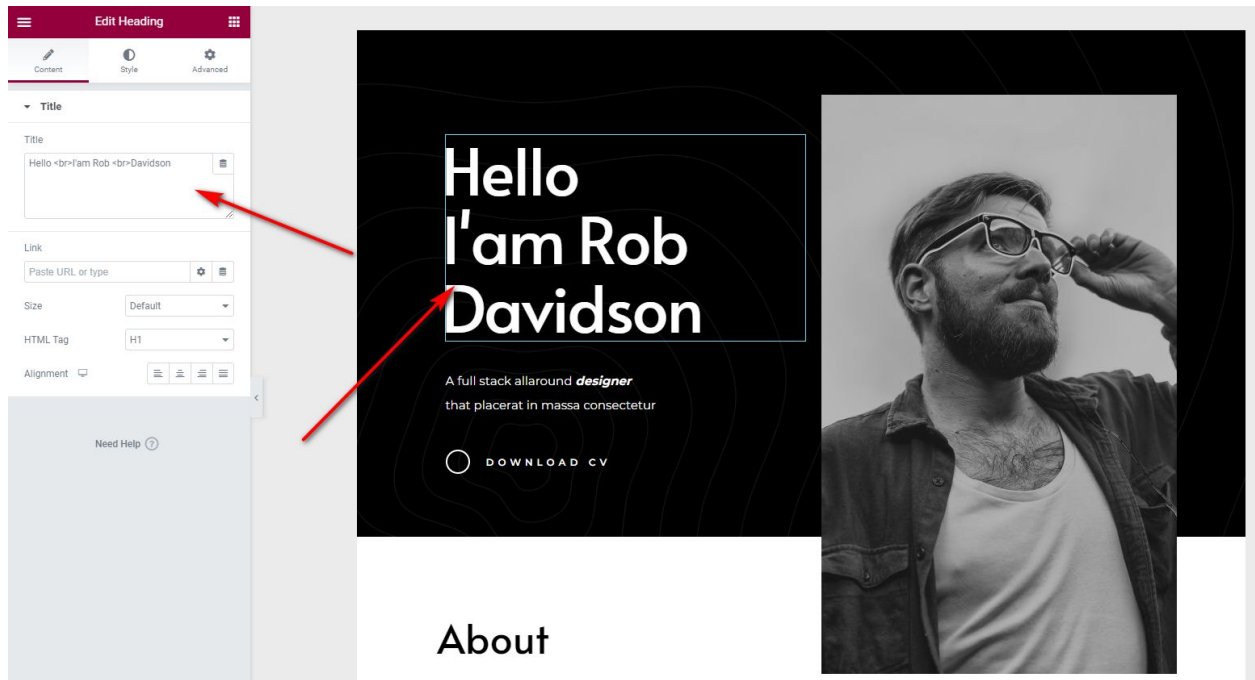 Edit Heading
Content
Style
Advanced
Title
Title
Hello <br>I'am Rob <br>Davidson
Link
Paste URL or type
Size
Default
HTML Tag
H1
Alignment
Need Help ?
Hello
I'am Rob
Davidson
A full stack allaround designer
that placerat in massa consectetur
DOWNLOAD CV
About